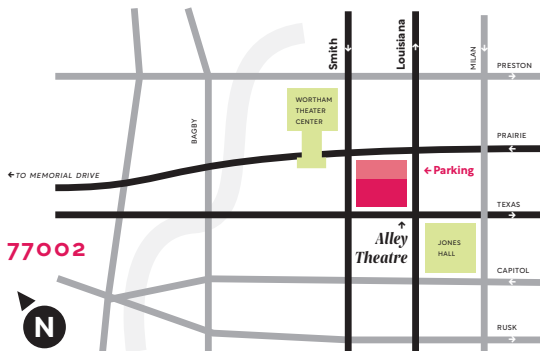 Smith
Louisiana
MILAN
PRESTON
WORTHAM
THEATER
CENTER
BAGBY
PRAIRIE
TO MEMORIAL DRIVE
Parking
TEXAS
77002
Alley
Theatre
JONES
HALL
CAPITOL
N
RUSK